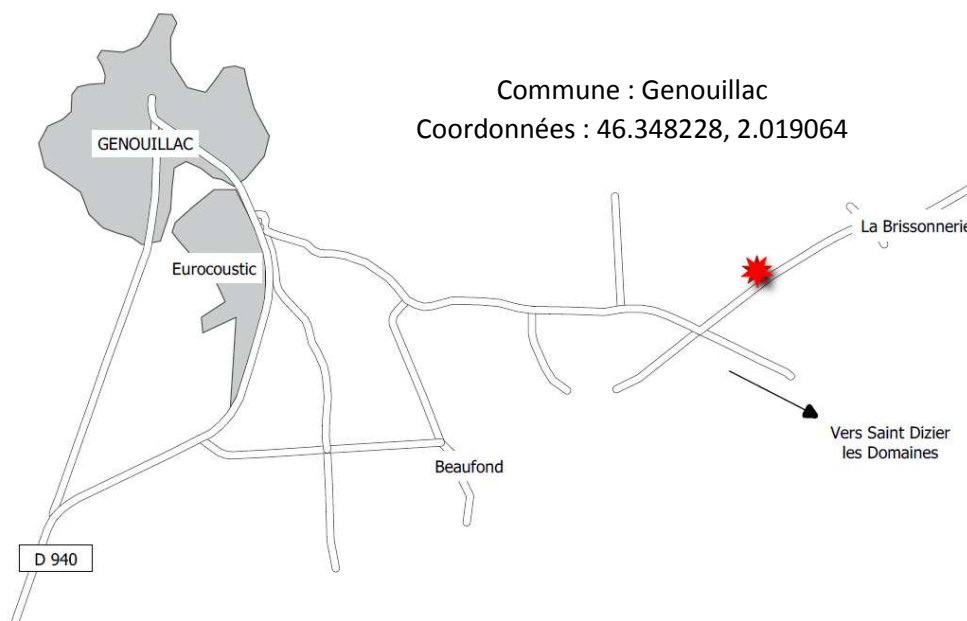 Commune : Genouillac
Coordonnées : 46.348228, 2.019064
GENOUILLAC
La Brissonnerie
Eurocoustic
Vers Saint Dizier
les Domaines
Beaufond
D 940